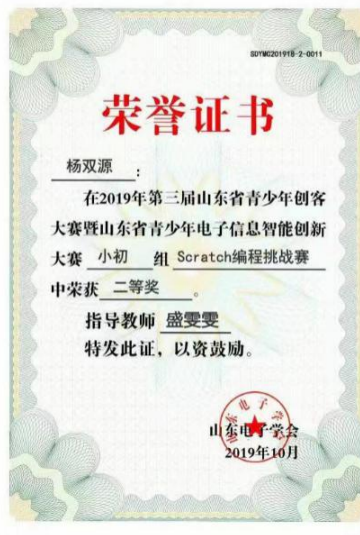 SDYMC201918-2-0011
荣誉证书
杨双源：
在2019年第三届山东省青少年创客
大赛暨山东省青少年电子信息智能创新
大赛 小初 组 Scratch编程挑战赛
中荣获 二等奖 。
指导教师 盛雯雯
特发此证，以资鼓励。
山东电子学会
2019年10月